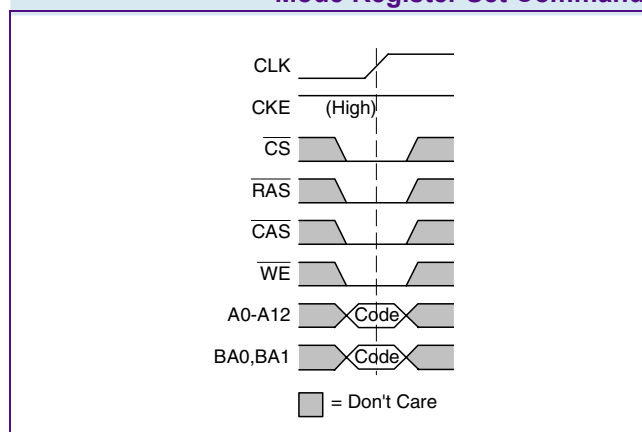 Mode Register Set Command
CLK
CKE (High)
CS
RAS
CAS
WE
A0-A12 Code
BA0,BA1 Code
= Don't Care